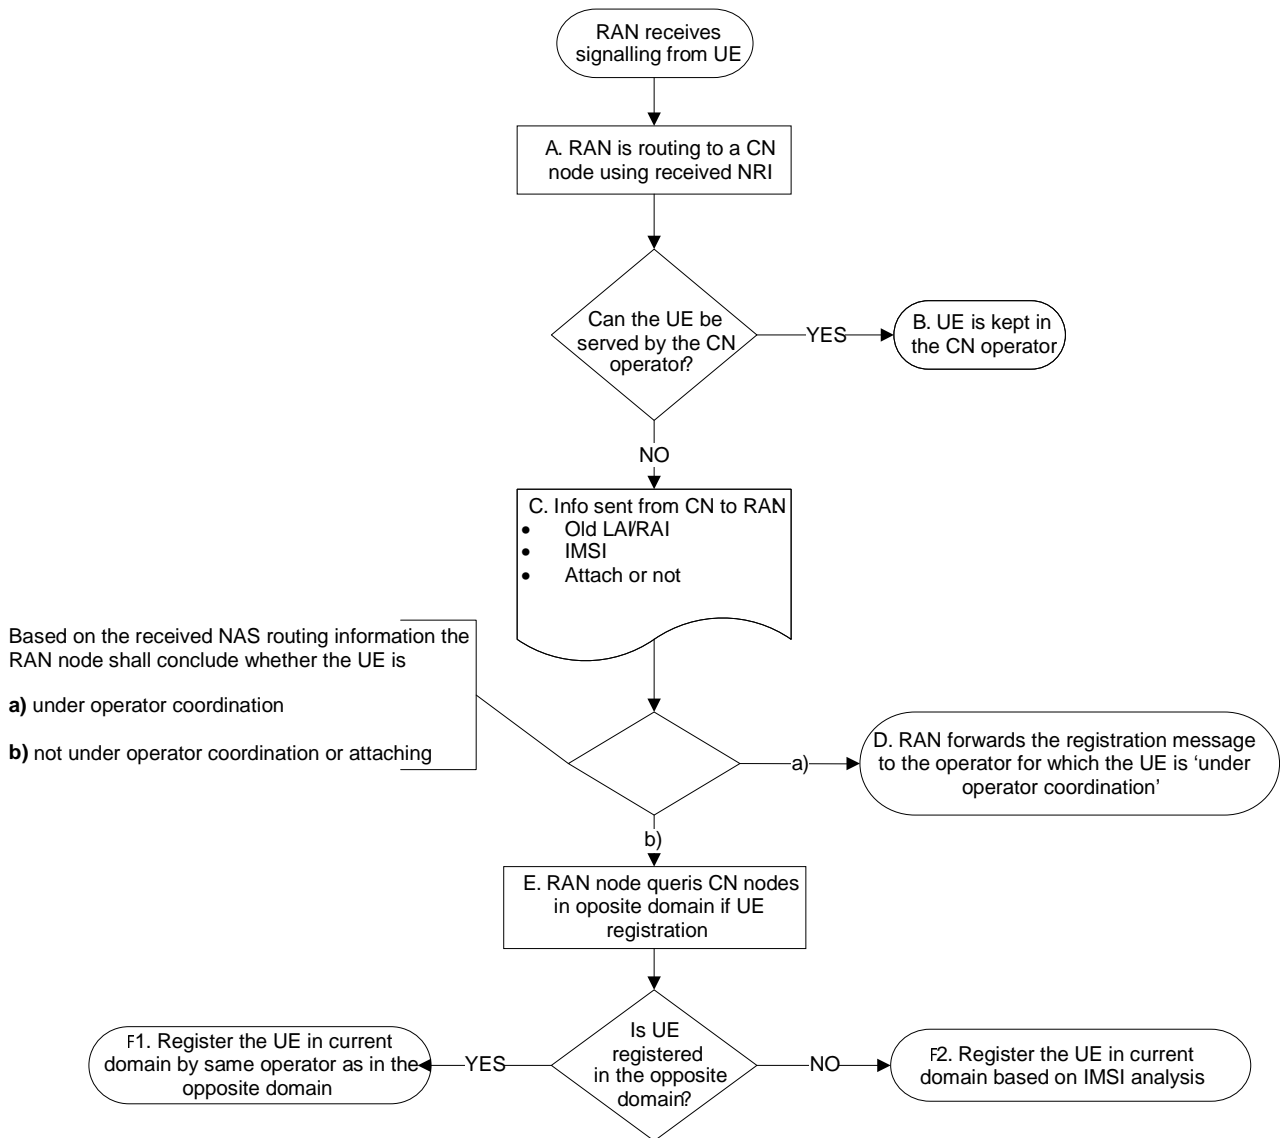 RAN receives
signalling from UE
A. RAN is routing to a CN
node using received NRI
Can the UE be
served by the CN
operator?
YES
B. UE is kept in
the CN operator
NO
C. Info sent from CN to RAN:
• Old LAI/RAI
• IMSI
• Attach or not
Based on the received NAS routing information the
RAN node shall conclude whether the UE is
a) under operator coordination
b) not under operator coordination or attaching
a)
D. RAN forwards the registration message
to the operator for which the UE is ‘under
operator coordination’
b)
E. RAN node queris CN nodes
in oposite domain if UE
registration
Is UE
registered
in the opposite
domain?
YES
F1. Register the UE in current
domain by same operator as in the
opposite domain
NO
F2. Register the UE in current
domain based on IMSI analysis